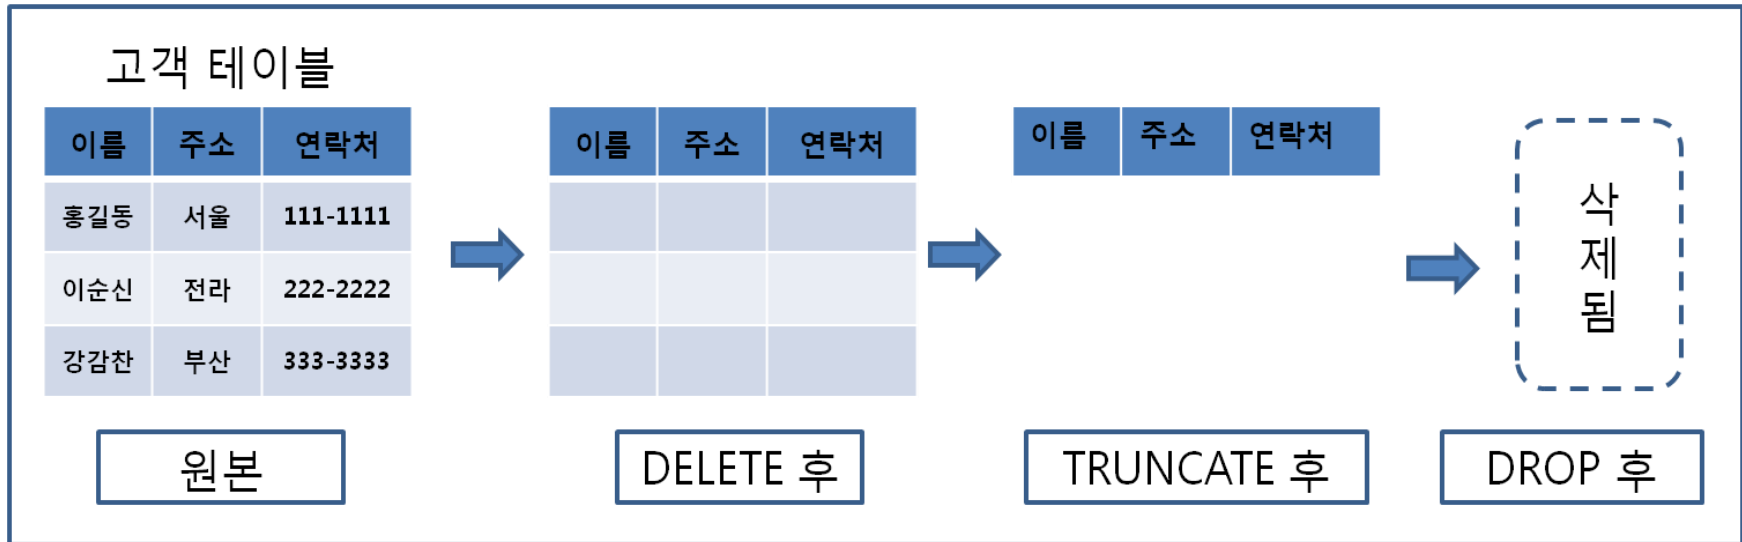 고객 테이블
이름 주소 연락처
홍길동 서울 111-1111
이순신 전라 222-2222
강감찬 부산 333-3333
원본
이름 주소 연락처
DELETE 후
이름 주소 연락처
TRUNCATE 후
삭
제
됨
DROP 후